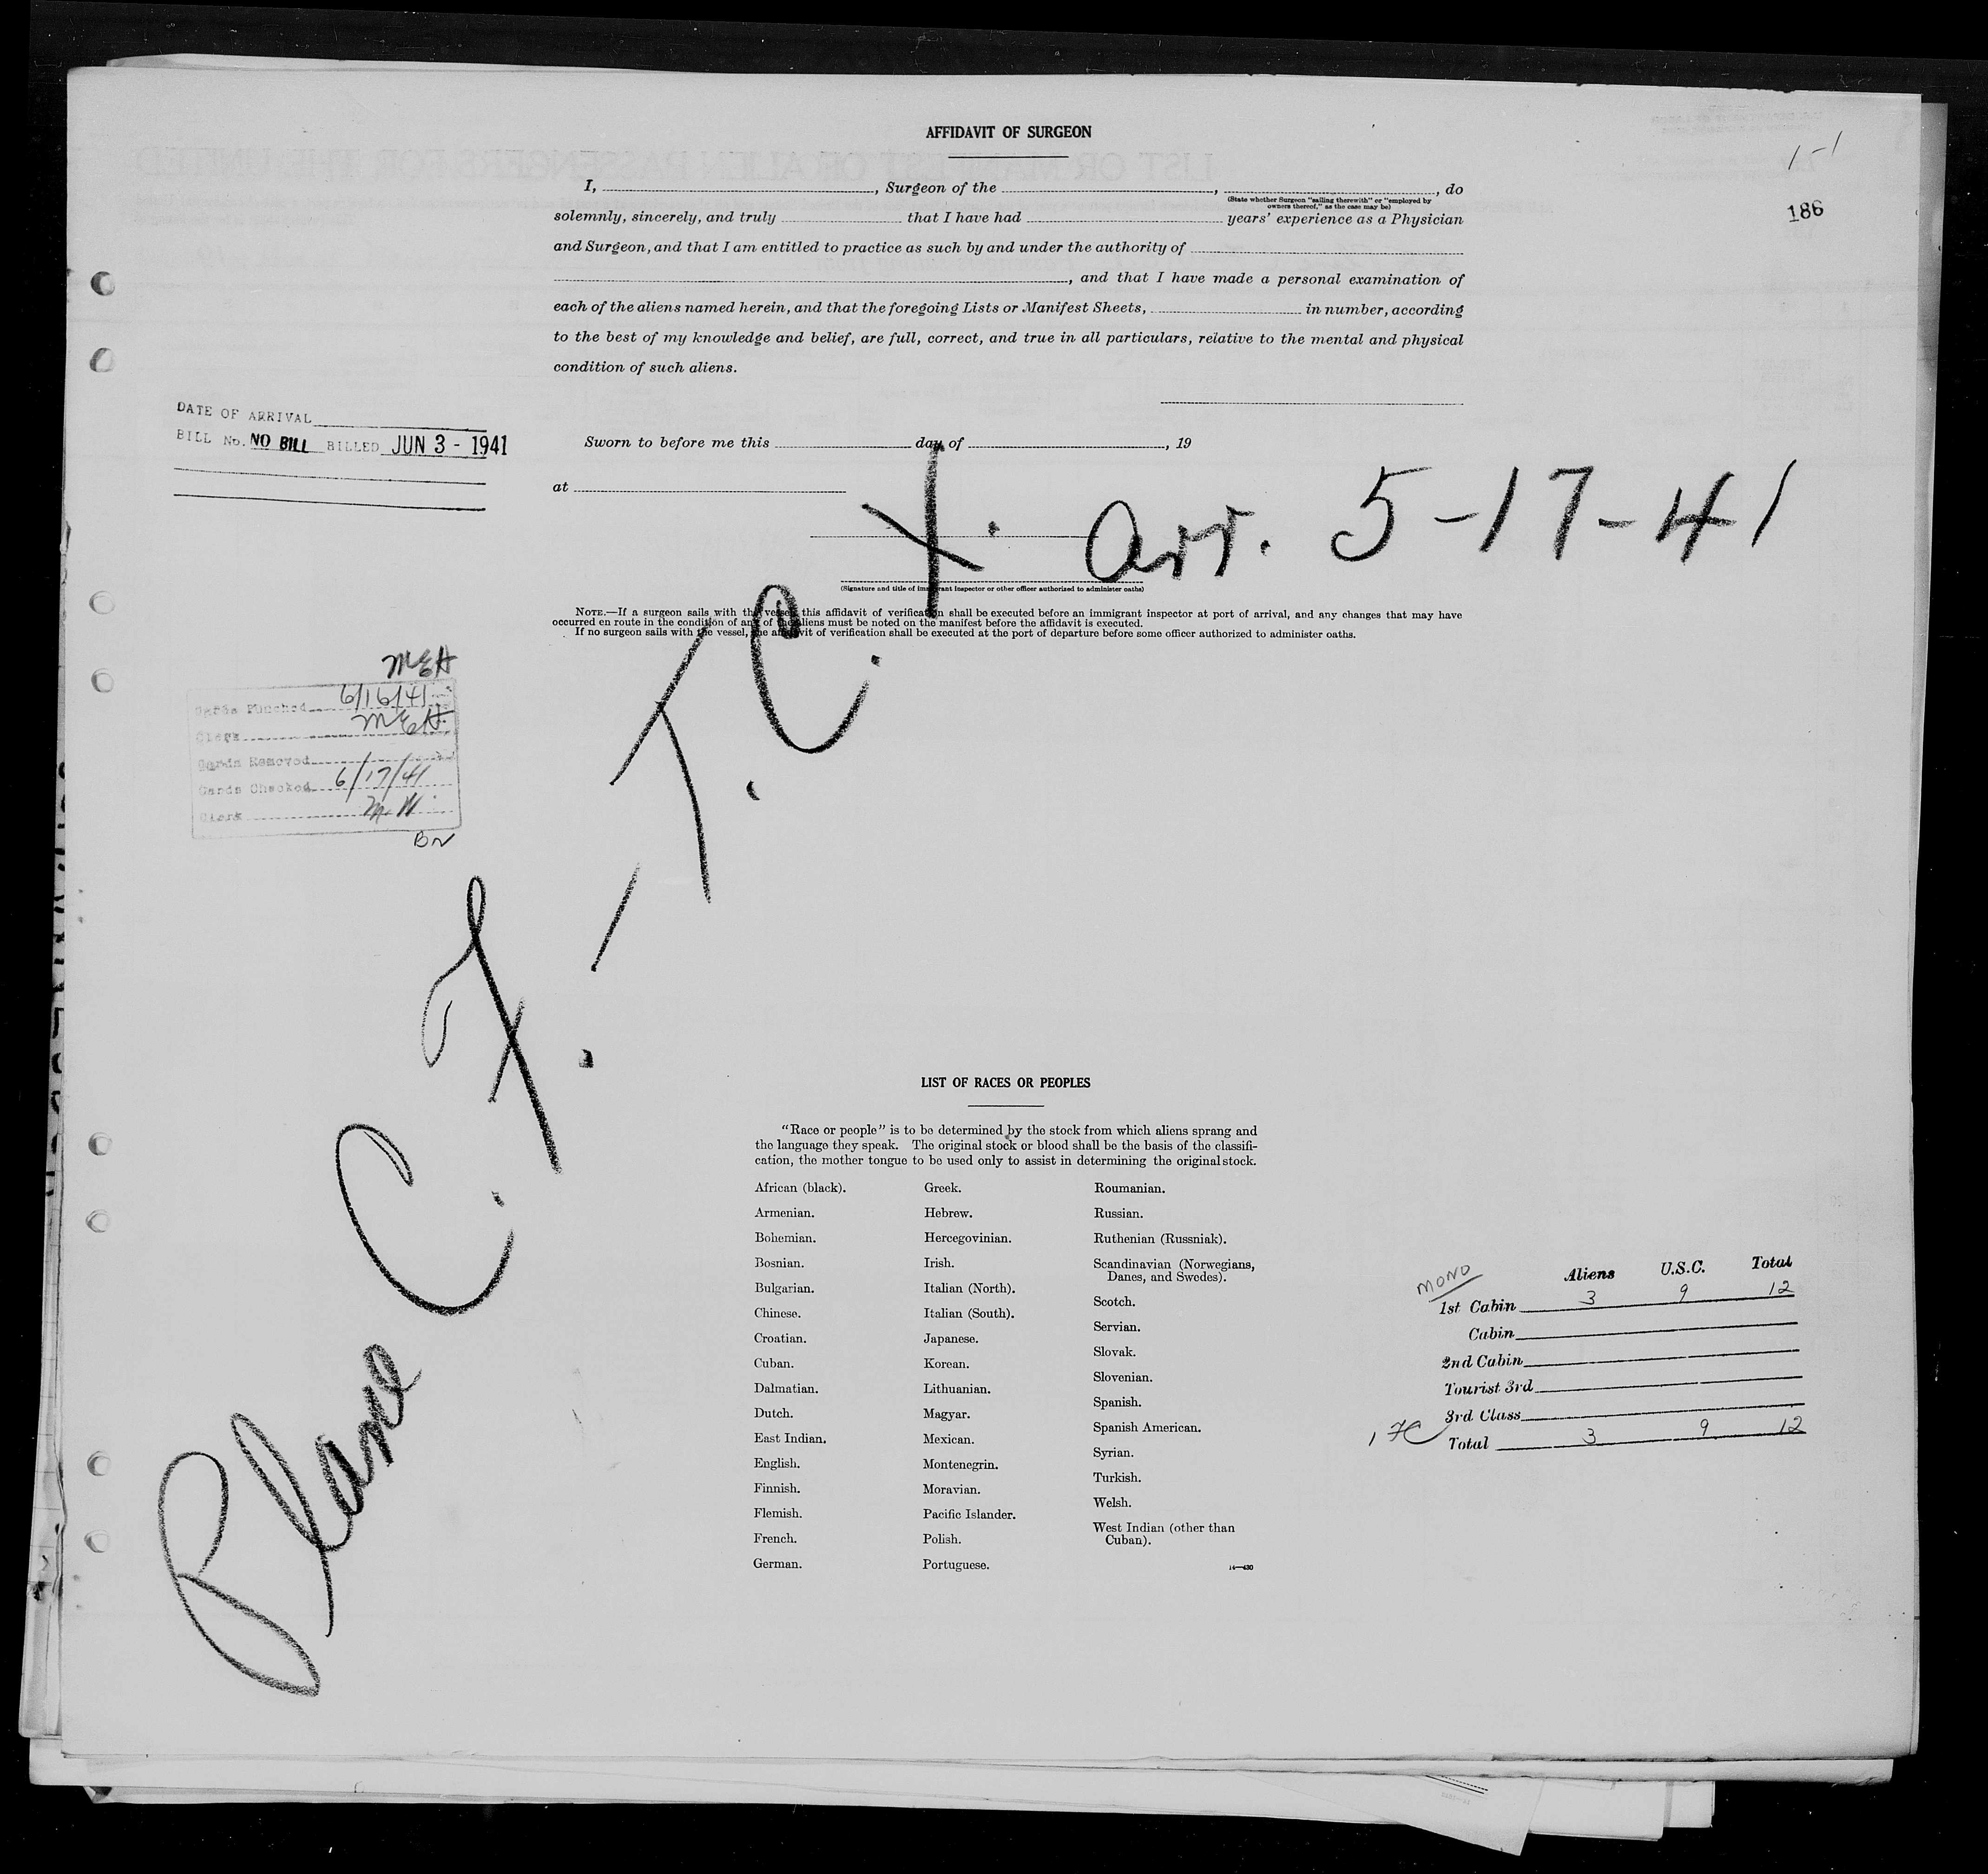 AFFIDAVIT OF SURGEON
1-1
186
I, , Surgeon of the , , do
(State whether Surgeon "sailing therewith" or "employed by
owners thereof," as the case may be)
solemnly, sincerely, and truly that I have had years' experience as a Physician
and Surgeon, and that I am entitled to practice as such by and under the authority of
, and that I have made a personal examination of
each of the aliens named herein, and that the foregoing Lists or Manifest Sheets, in number, according
to the best of my knowledge and belief, are full, correct, and true in all particulars, relative to the mental and physical
condition of such aliens.
DATE OF ARRIVAL
BILL No. NO BILL BILLED JUN 3 - 1941
Sworn to before me this day of , 19
at
Plane C. F. - T. C. X. arr. 5-17-41
(Signature and title of immigrant inspector or other officer authorized to administer oaths)
NOTE.—If a surgeon sails with the vessel, this affidavit of verification shall be executed before an immigrant inspector at port of arrival, and any changes that may have
occurred en route in the condition of any of the aliens must be noted on the manifest before the affidavit is executed.
If no surgeon sails with the vessel, the affidavit of verification shall be executed at the port of departure before some officer authorized to administer oaths.
MEH
Cards Punched 6/16/41
Clerk MEH
Cards Removed
Cards Checked 6/17/41
Clerk M.W
BN
LIST OF RACES OR PEOPLES
"Race or people" is to be determined by the stock from which aliens sprang and
the language they speak. The original stock or blood shall be the basis of the classifi-
cation, the mother tongue to be used only to assist in determining the original stock.
African (black).
Armenian.
Bohemian.
Bosnian.
Bulgarian.
Chinese.
Croatian.
Cuban.
Dalmatian.
Dutch.
East Indian.
English.
Finnish.
Flemish.
French.
German.
Greek.
Hebrew.
Hercegovinian.
Irish.
Italian (North).
Italian (South).
Japanese.
Korean.
Lithuanian.
Magyar.
Mexican.
Montenegrin.
Moravian.
Pacific Islander.
Polish.
Portuguese.
Roumanian.
Russian.
Ruthenian (Russniak).
Scandinavian (Norwegians,
Danes, and Swedes).
Scotch.
Servian.
Slovak.
Slovenian.
Spanish.
Spanish American.
Syrian.
Turkish.
Welsh.
West Indian (other than
Cuban).
14—430
MONO
Aliens U.S.C. Total
1st Cabin 3 9 12
Cabin
2nd Cabin
Tourist 3rd
3rd Class
Total 3 9 12